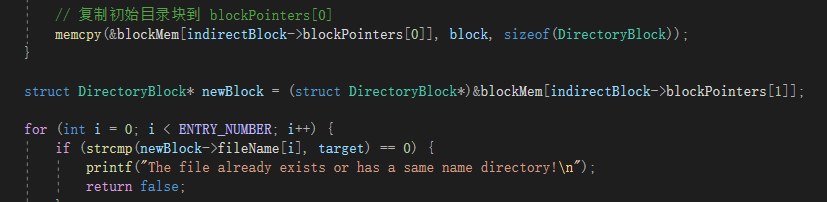 // 复制初始目录块到 blockPointers[0]
memcpy(&blockMem[indirectBlock->blockPointers[0]], block, sizeof(DirectoryBlock));
}
struct DirectoryBlock* newBlock = (struct DirectoryBlock*)&blockMem[indirectBlock->blockPointers[1]];
for (int i = 0; i < ENTRY_NUMBER; i++) {
if (strcmp(newBlock->fileName[i], target) == 0) {
printf("The file already exists or has a same name directory!\n");
return false;